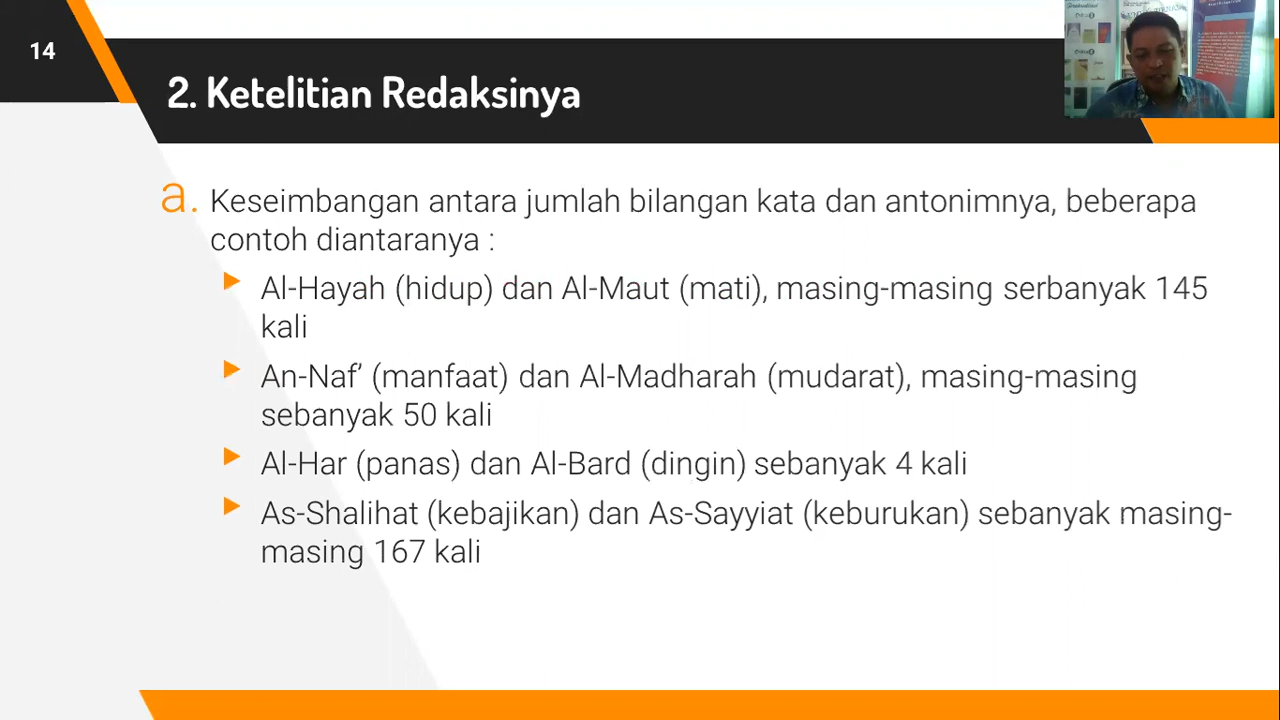 14
2. Ketelitian Redaksinya
a. Keseimbangan antara jumlah bilangan kata dan antonimnya, beberapa
contoh diantaranya :
Al-Hayah (hidup) dan Al-Maut (mati), masing-masing serbanyak 145
kali
An-Naf’ (manfaat) dan Al-Madharah (mudarat), masing-masing
sebanyak 50 kali
Al-Har (panas) dan Al-Bard (dingin) sebanyak 4 kali
As-Shalihat (kebajikan) dan As-Sayyiat (keburukan) sebanyak masing-
masing 167 kali